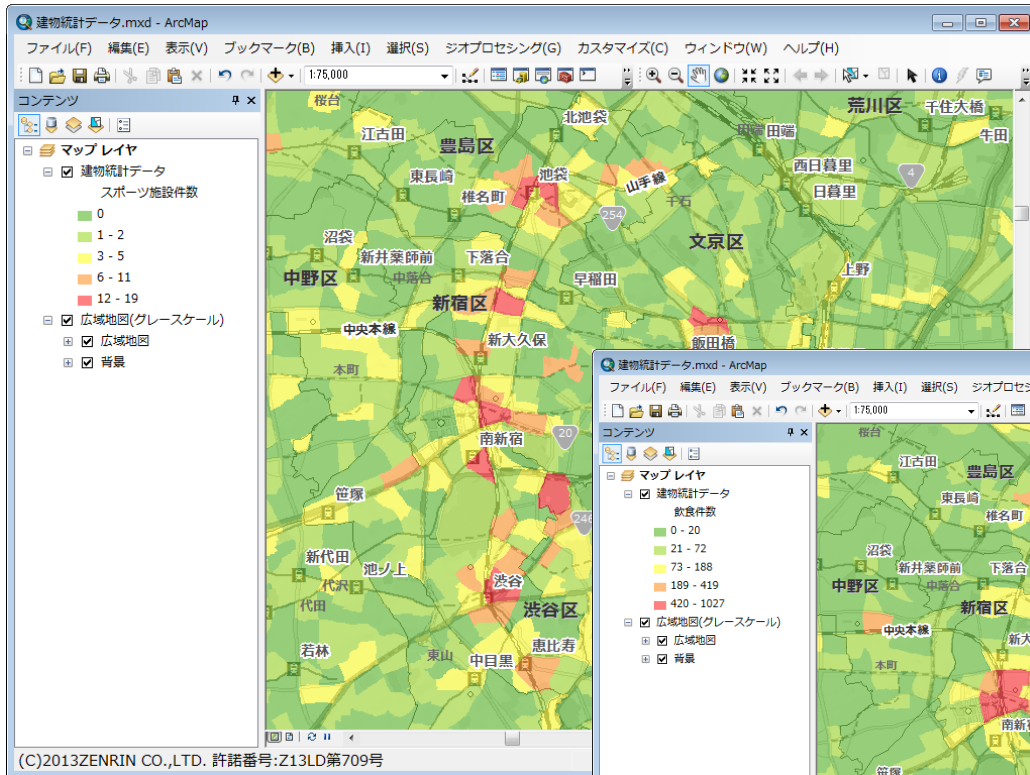 建物統計データ.mxd - ArcMap
ファイル(F) 編集(E) 表示(V) ブックマーク(B) 挿入(I) 選択(S) ジオプロセシング(G) カスタマイズ(C) ウィンドウ(W) ヘルプ(H)
1:75,000
コンテンツ
マップ レイヤ
建物統計データ
スポーツ施設件数
0
1 - 2
3 - 5
6 - 11
12 - 19
広域地図(グレースケール)
広域地図
背景
桜台
北池袋
荒川区
千住大橋
江古田
豊島区
田端
田端
牛田
東長崎
池袋
西日暮里
4
椎名町
山手線
日暮里
千石
254
沼袋
文京区
新井薬師前
下落合
中野区
中落合
早稲田
上野
新宿区
中央本線
新大久保
飯田橋
本町
南新宿
20
笹塚
246
新代田
池ノ上
渋谷
代沢
代田
渋谷区
若林
東山
中目黒
恵比寿
(C)2013ZENRIN CO.,LTD. 許諾番号:Z13LD第709号
建物統計データ.mxd - ArcMap
ファイル(F) 編集(E) 表示(V) ブックマーク(B) 挿入(I) 選択(S) ジオプロセシ
1:75,000
コンテンツ
マップ レイヤ
建物統計データ
飲食件数
0 - 20
21 - 72
73 - 188
189 - 419
420 - 1027
広域地図(グレースケール)
広域地図
背景
桜台
江古田
豊島区
東長崎
椎名町
沼袋
新井薬師前
下落合
中野区
中落合
新宿区
中央本線
新大
本町
南新宿
笹塚